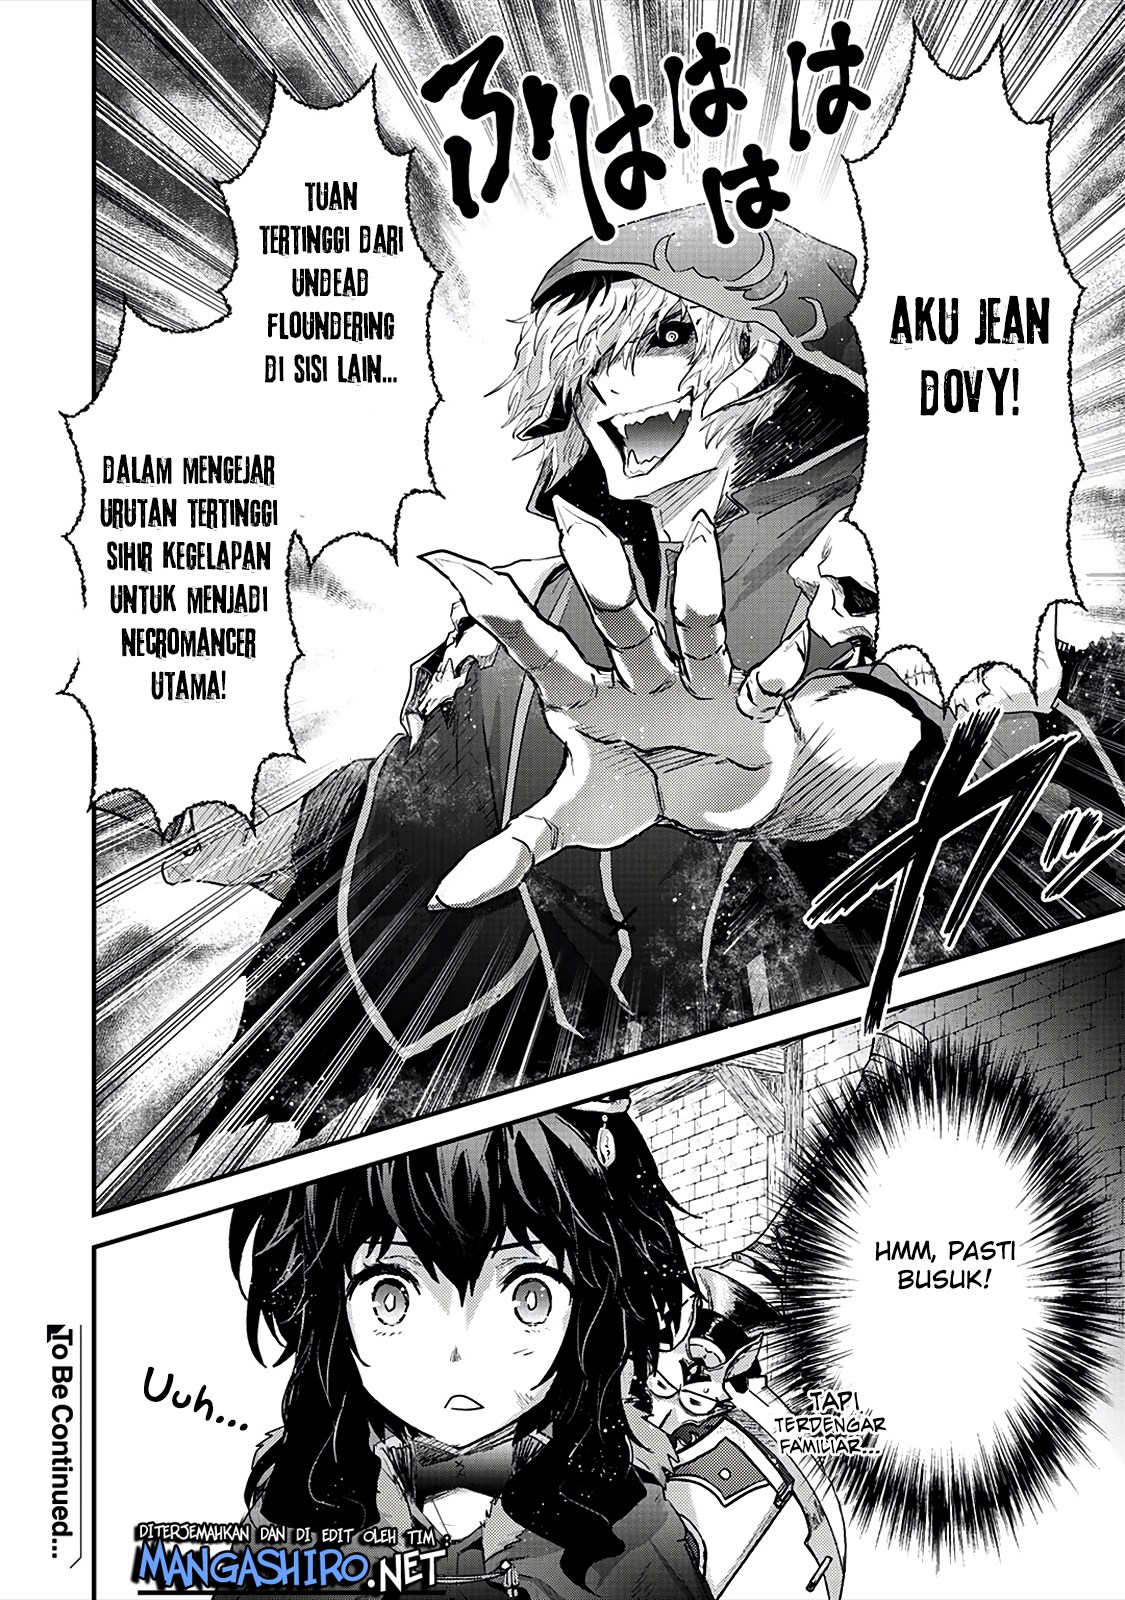 ぶははははは
AKU JEAN
DOVY!
TUAN
TERTINGGI DARI
UNDEAD
FLOUNDERING
DI SISI LAIN...
DALAM MENGEJAR
URUTAN TERTINGGI
SIHIR KEGELAPAN
UNTUK MENJADI
NECROMANCER
UTAMA!
HMM, PASTI
BUSUK!
TAPI
TERDENGAR
FAMILIAR...
Uuh...
To Be Continued...
DITERJEMAHKAN DAN DI EDIT OLEH TIM :
MANGASHIRO.NET